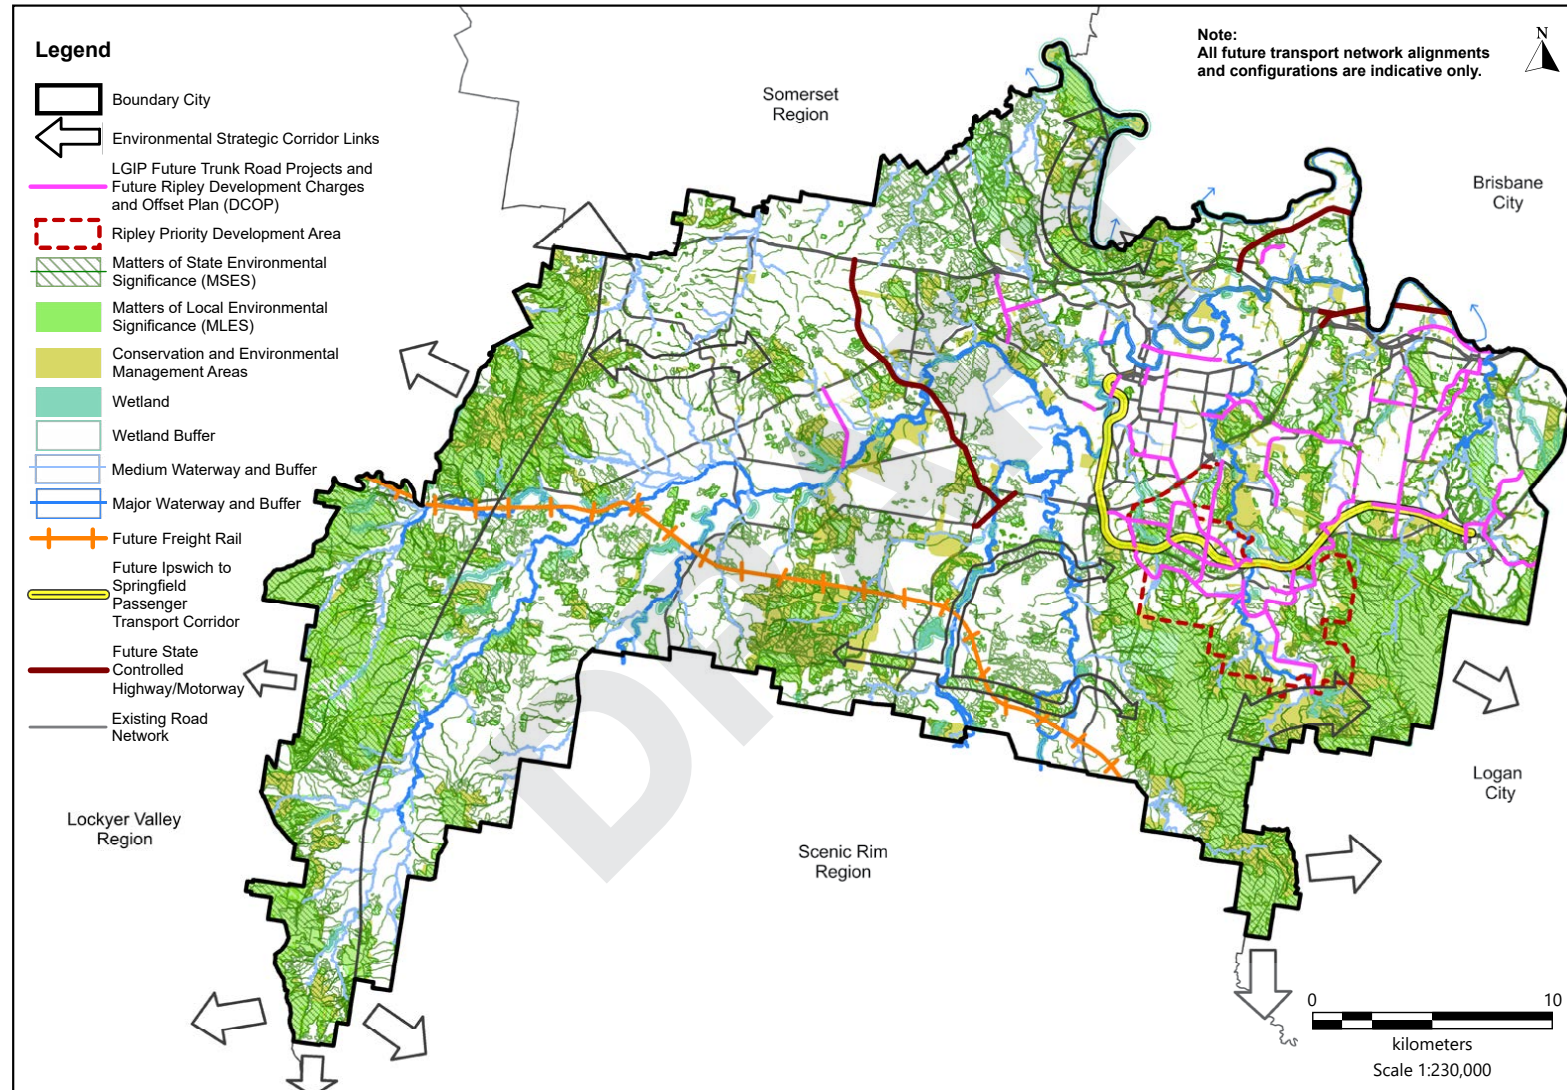 Legend
Boundary City
Environmental Strategic Corridor Links
LGIP Future Trunk Road Projects and
Future Ripley Development Charges
and Offset Plan (DCOP)
Ripley Priority Development Area
Matters of State Environmental
Significance (MSES)
Matters of Local Environmental
Significance (MLES)
Conservation and Environmental
Management Areas
Wetland
Wetland Buffer
Medium Waterway and Buffer
Major Waterway and Buffer
Future Freight Rail
Future Ipswich to
Springfield
Passenger
Transport Corridor
Future State
Controlled
Highway/Motorway
Existing Road
Network
Note:
All future transport network alignments
and configurations are indicative only.
N
Somerset
Region
Brisbane
City
DRAFT
Lockyer Valley
Region
Scenic Rim
Region
Logan
City
0 10
kilometers
Scale 1:230,000